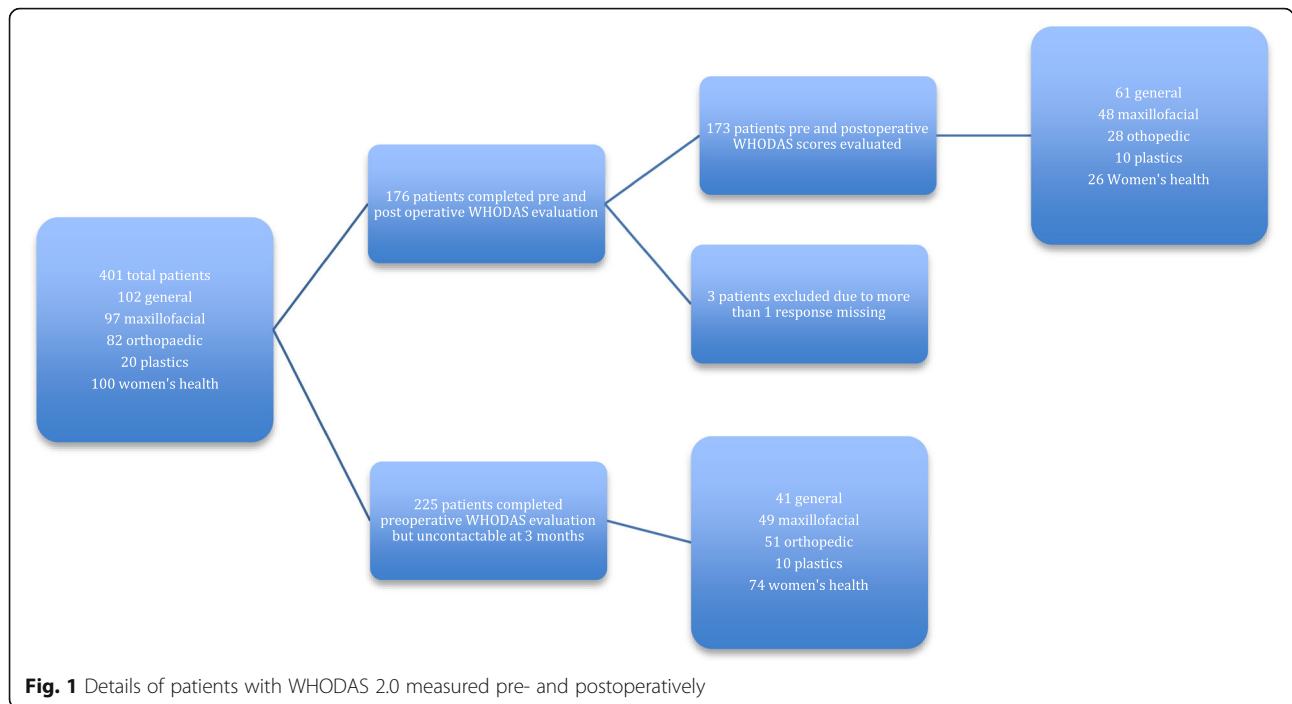 401 total patients
102 general
97 maxillofacial
82 orthopaedic
20 plastics
100 women's health
176 patients completed pre and
post operative WHODAS evaluation
225 patients completed
preoperative WHODAS evaluation
but uncontactable at 3 months
173 patients pre and postoperative
WHODAS scores evaluated
3 patients excluded due to more
than 1 response missing
41 general
49 maxillofacial
51 orthopedic
10 plastics
74 women's health
61 general
48 maxillofacial
28 othopedic
10 plastics
26 Women's health
Fig. 1 Details of patients with WHODAS 2.0 measured pre- and postoperatively